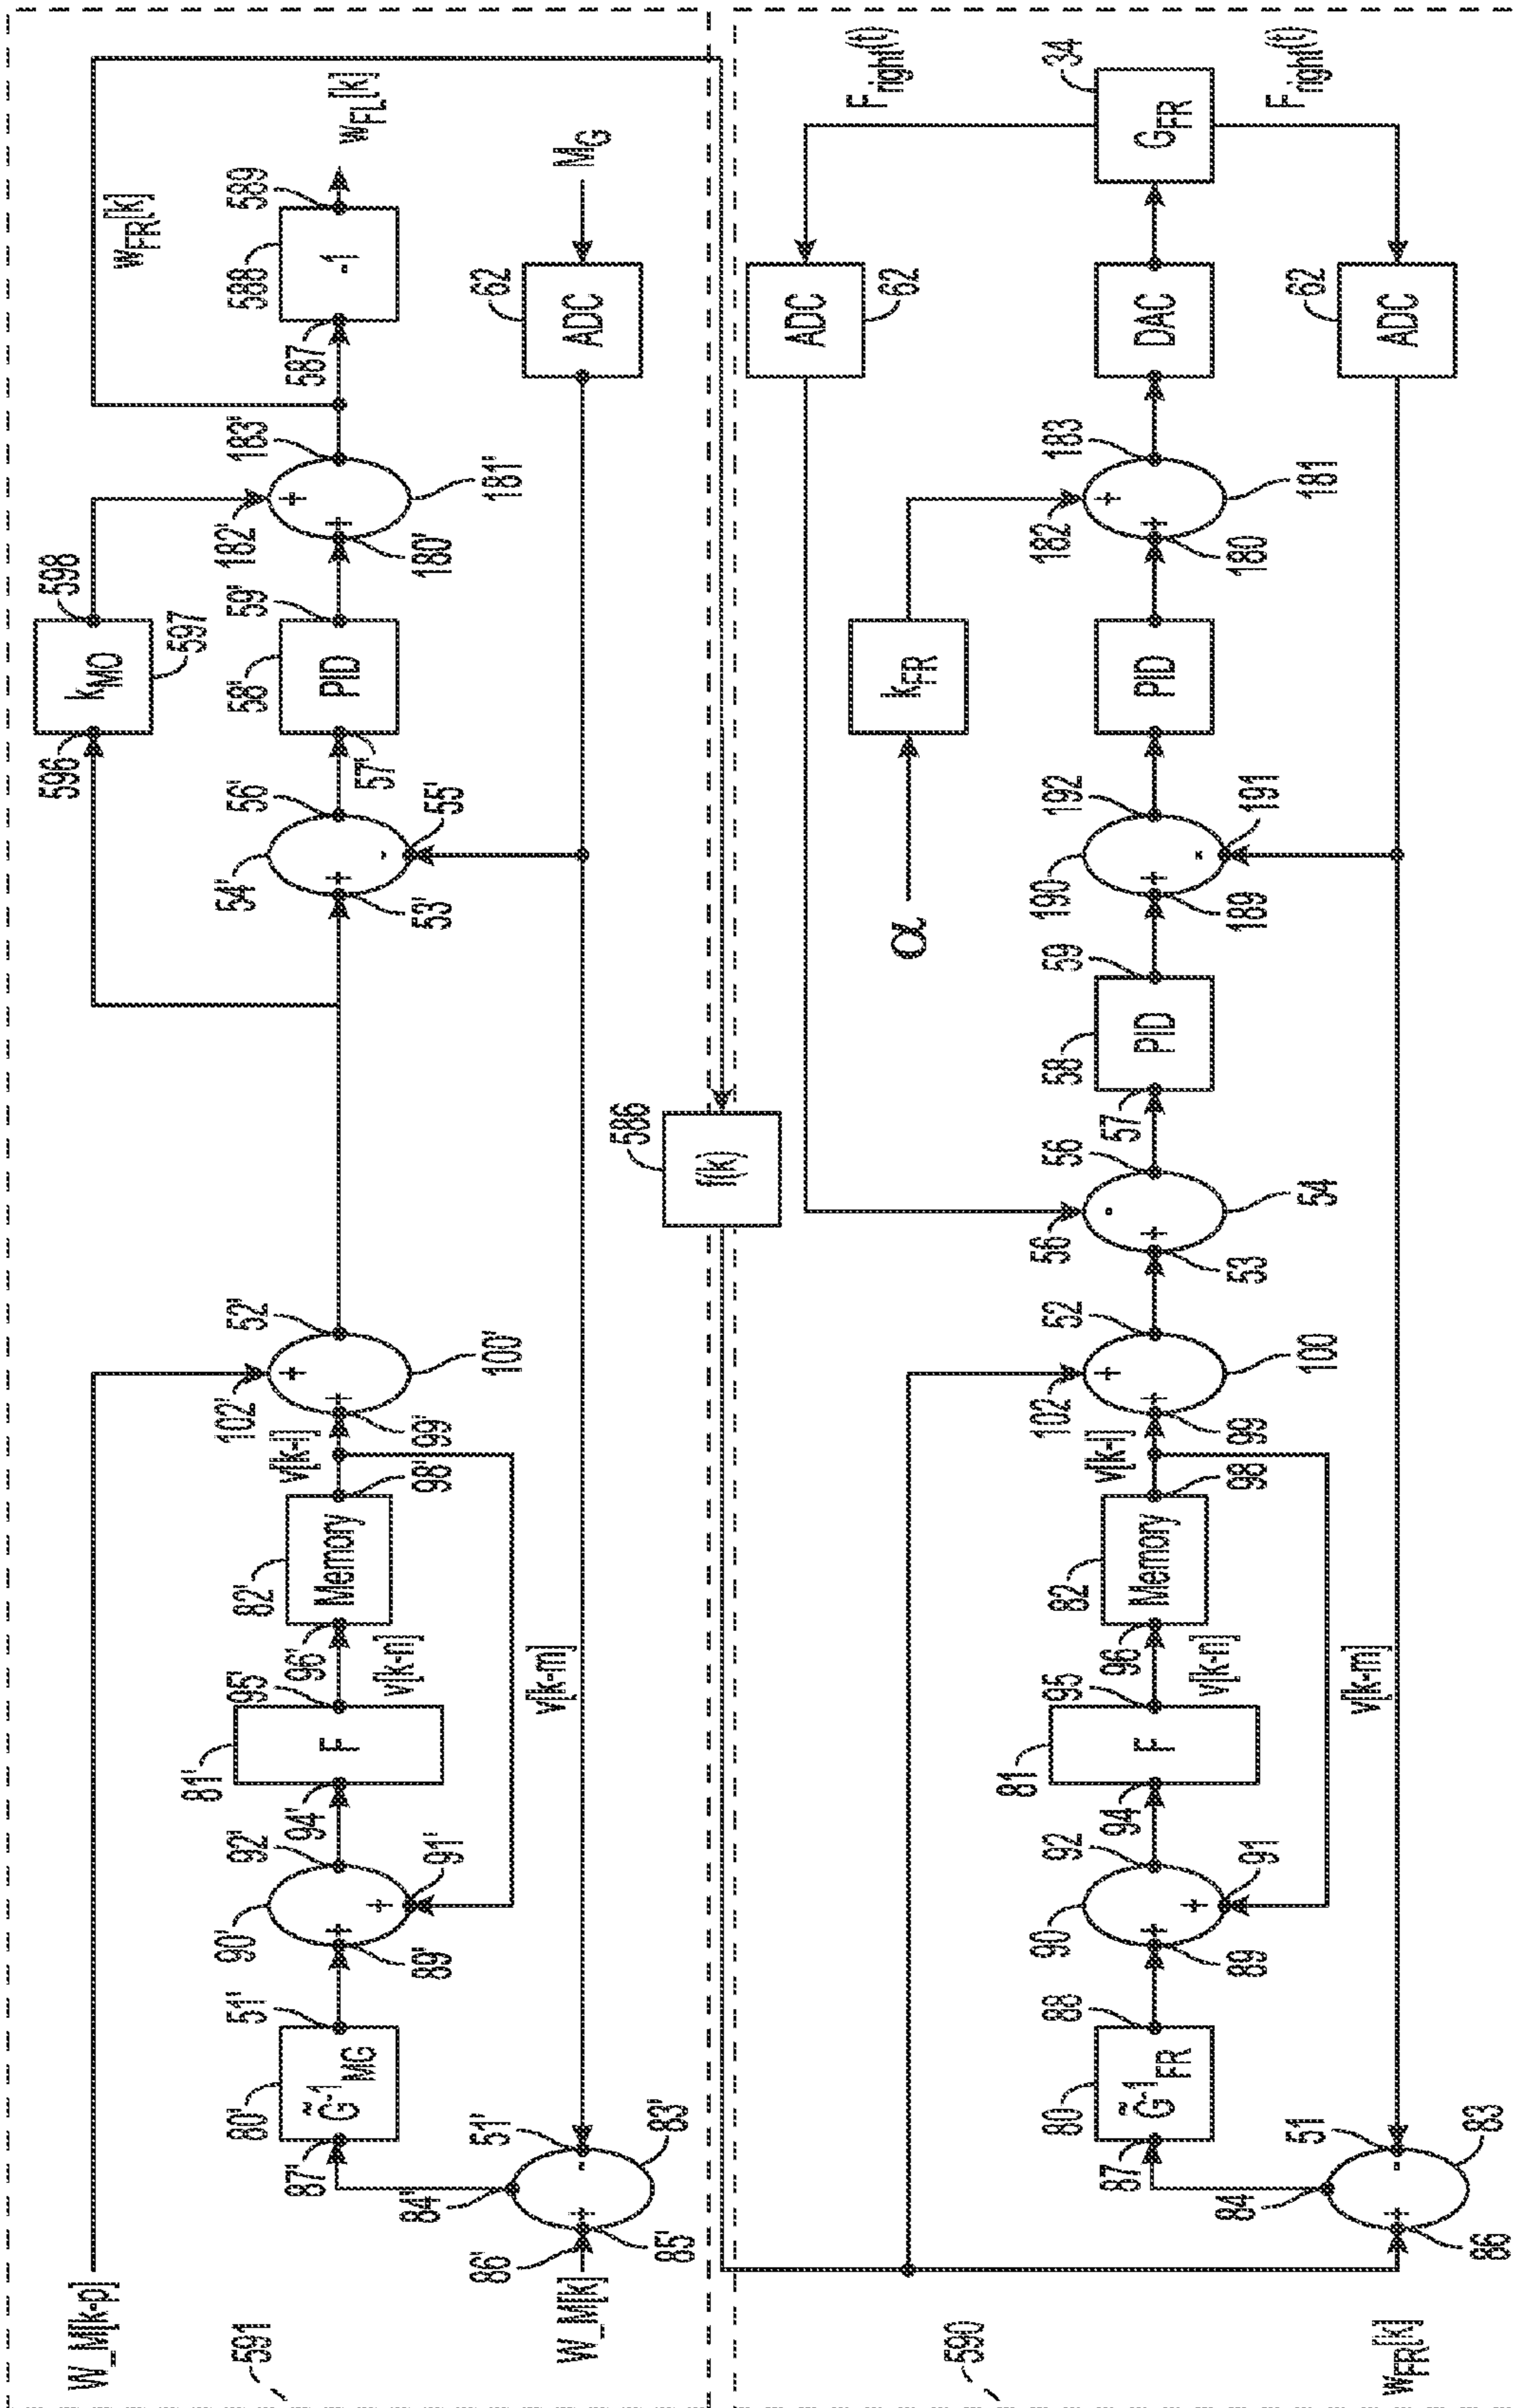 W_M[k-p]
591
W_M[k]
86'
85'
83'
84'
51'
87'
80'
G̃⁻¹MG
51'
89'
90'
91'
92'
94'
81'
F
95'
v[k-n]
96'
82'
Memory
98'
v[k-m]
v[k-i]
99'
102'
100'
52'
53'
54'
55'
56'
57'
58'
PID
59'
596
kMO
597
598
180'
182'
181'
183'
wFR[k]
587
588
-1
589
wFL[k]
62
ADC
MG
586
f(k)
590
wFR[k]
86
83
84
51
87
80
G̃⁻¹FR
88
89
90
91
92
94
81
F
95
v[k-n]
96
82
Memory
98
v[k-m]
v[k-i]
99
102
100
52
53
56
54
56
57
58
PID
59
α
189
190
191
192
kFR
PID
180
182
181
183
ADC
62
DAC
62
ADC
Fright(t)
GFR
34
Fright(t)